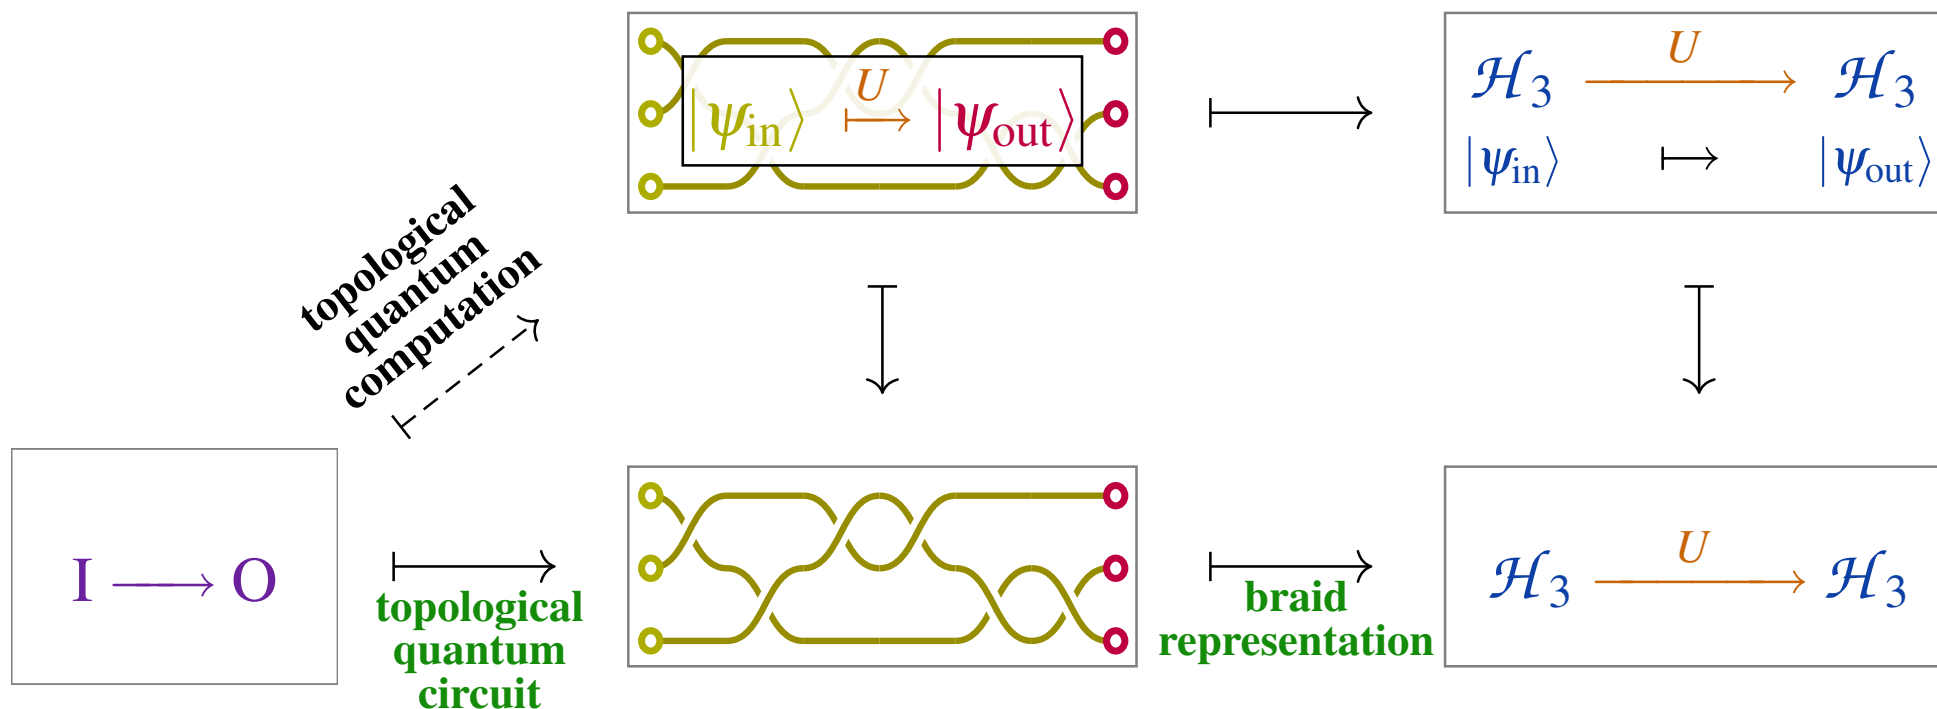 U
|ψin⟩ ↦ |ψout⟩
U
ℋ3 ⟶ ℋ3
|ψin⟩ ↦ |ψout⟩
topological
quantum
computation
I ⟶ O
topological
quantum
circuit
braid
representation
U
ℋ3 ⟶ ℋ3